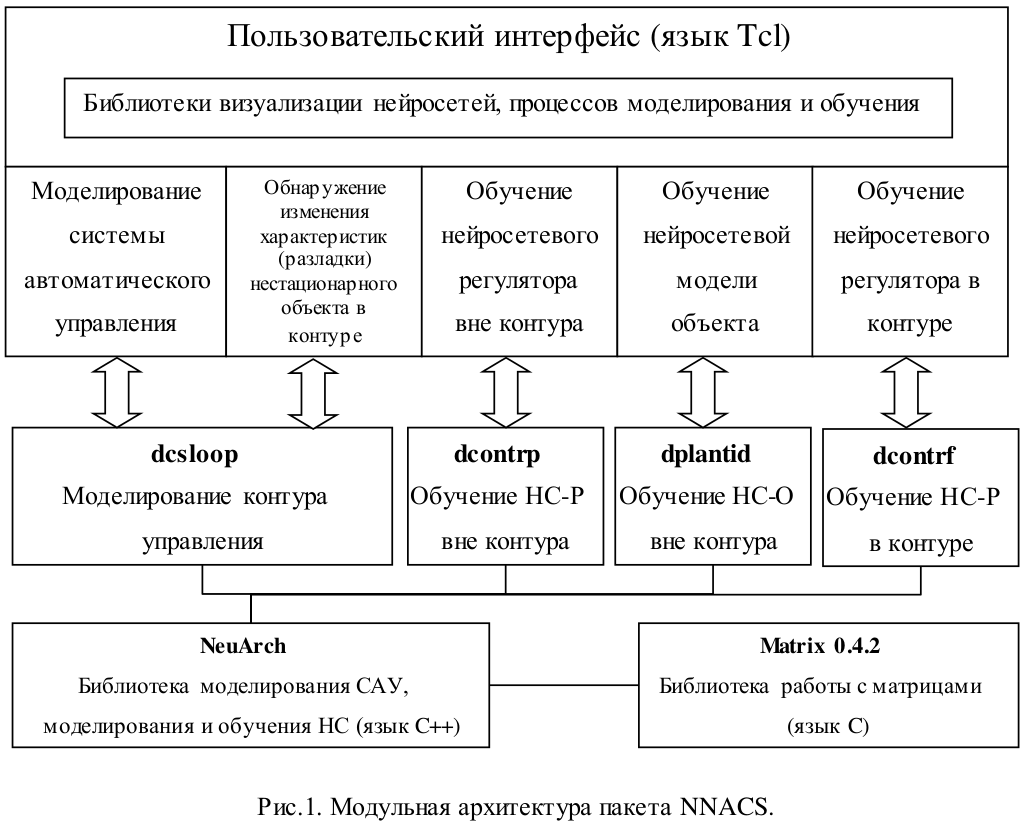 Пользовательский интерфейс (язык Tcl)
Библиотеки визуализации нейросетей, процессов моделирования и обучения
Моделирование
системы
автоматического
управления
Обнаружение
изменения
характеристик
(разладки)
нестационарного
объекта в
контуре
Обучение
нейросетевого
регулятора
вне контура
Обучение
нейросетевой
модели
объекта
Обучение
нейросетевого
регулятора в
контуре
dcsloop
Моделирование контура
управления
dcontrp
Обучение НС-Р
вне контура
dplantid
Обучение НС-О
вне контура
dcontrf
Обучение НС-Р
в контуре
NeuArch
Библиотека моделирования САУ,
моделирования и обучения НС (язык C++)
Matrix 0.4.2
Библиотека работы с матрицами
(язык C)
Рис.1. Модульная архитектура пакета NNACS.